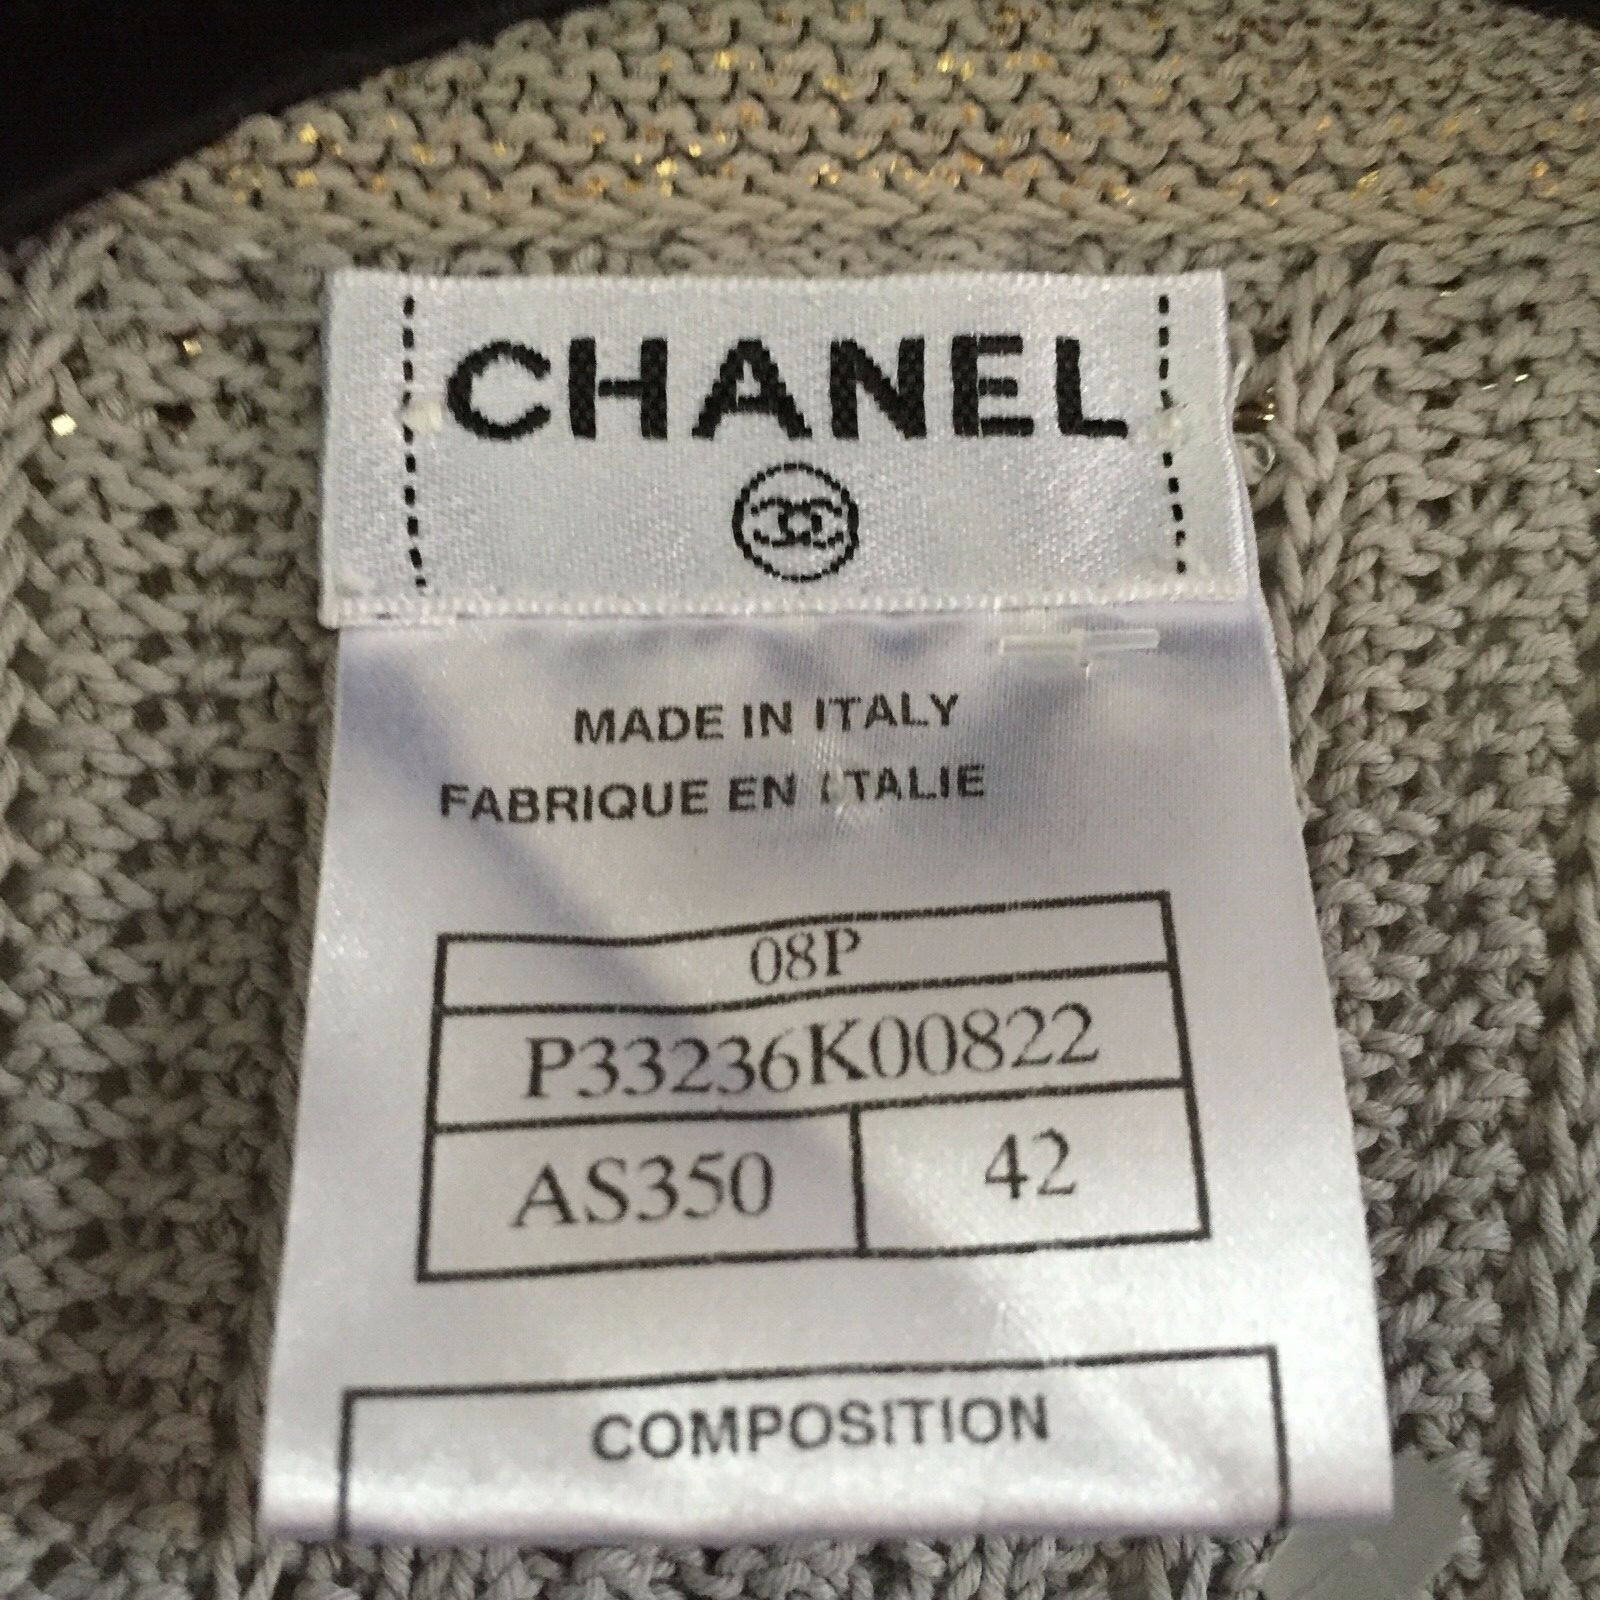 CHANEL
MADE IN ITALY
FABRIQUE EN ITALIE
08P
P33236K00822
AS350 42
COMPOSITION